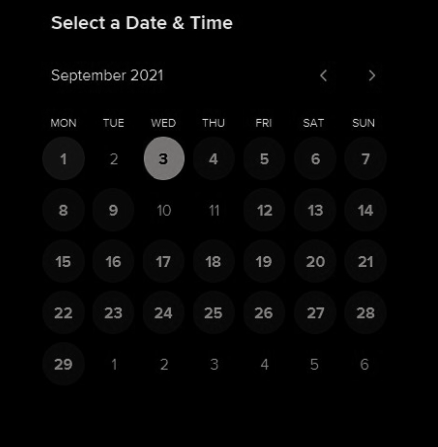 Select a Date & Time
September 2021
MON TUE WED THU FRI SAT SUN
1 2 3 4 5 6 7
8 9 10 11 12 13 14
15 16 17 18 19 20 21
22 23 24 25 26 27 28
29 1 2 3 4 5 6